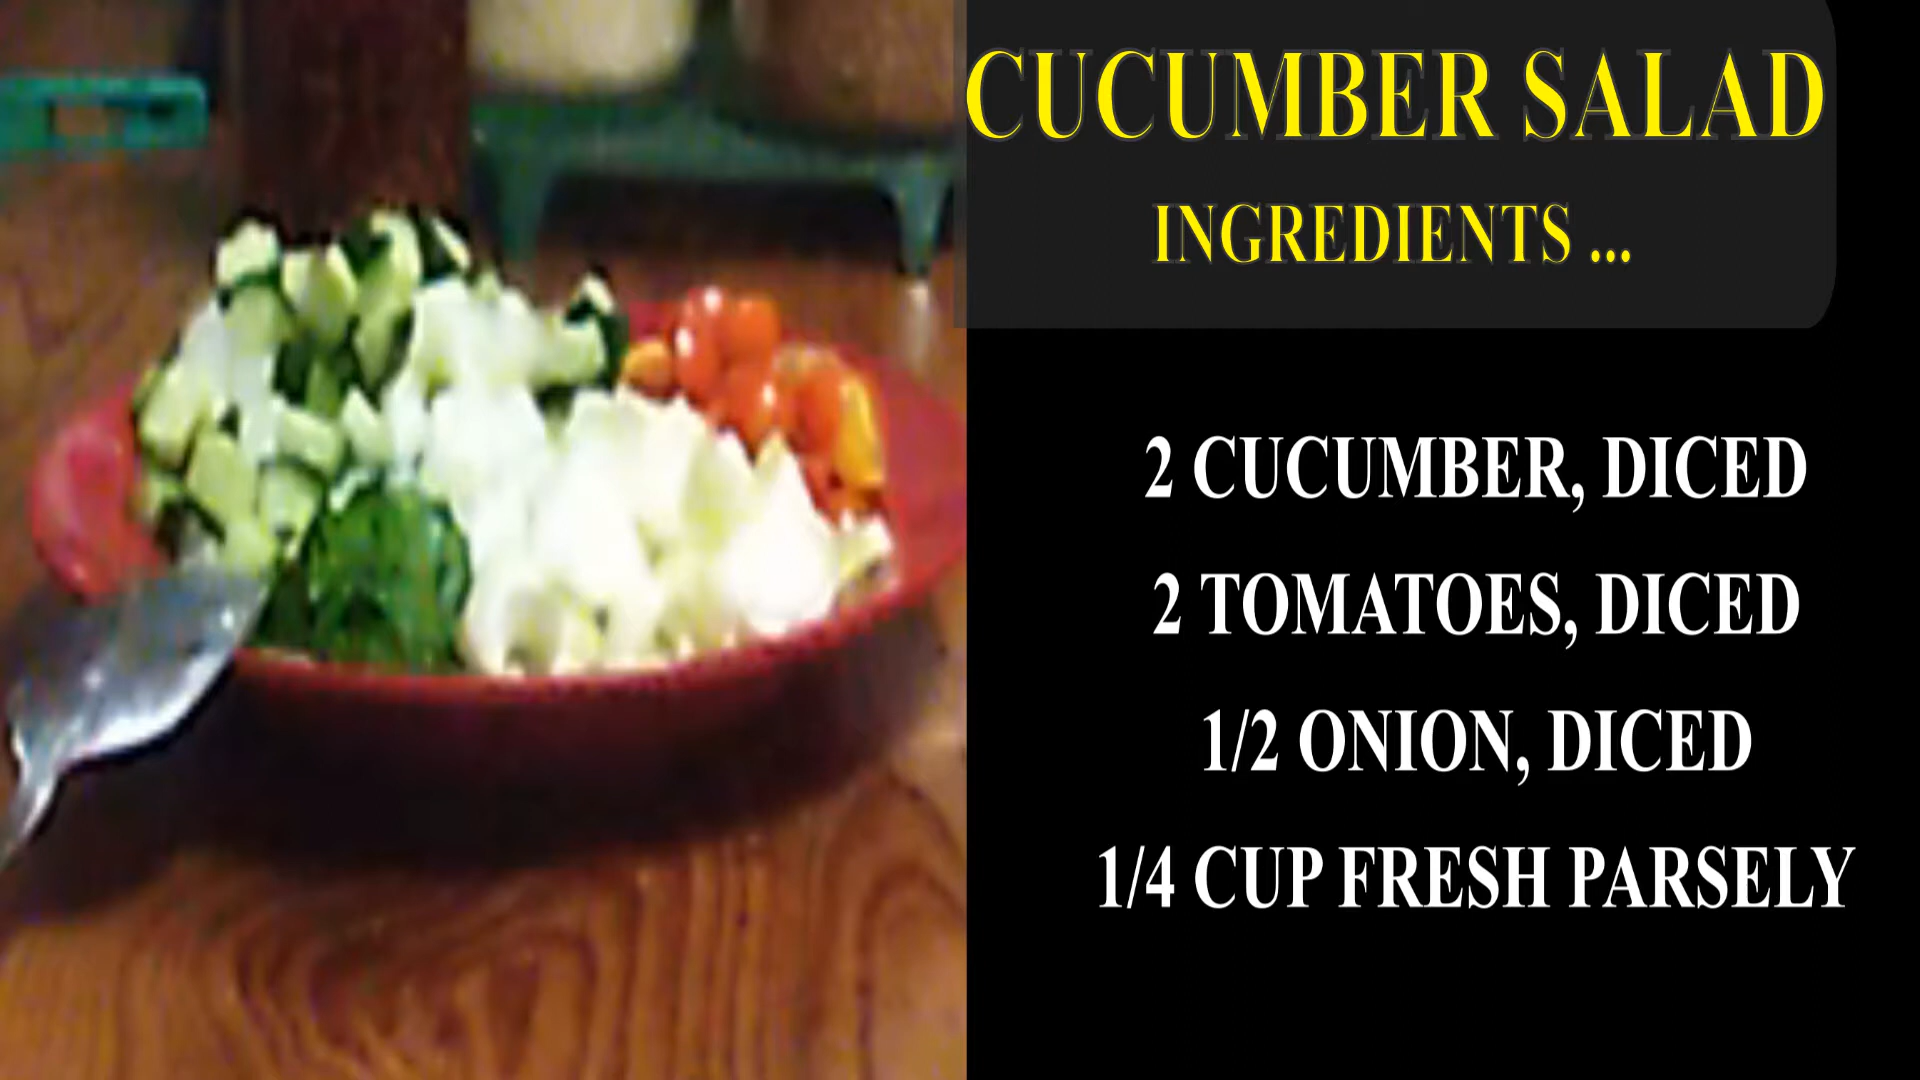 CUCUMBER SALAD
INGREDIENTS ...
2 CUCUMBER, DICED
2 TOMATOES, DICED
1/2 ONION, DICED
1/4 CUP FRESH PARSELY